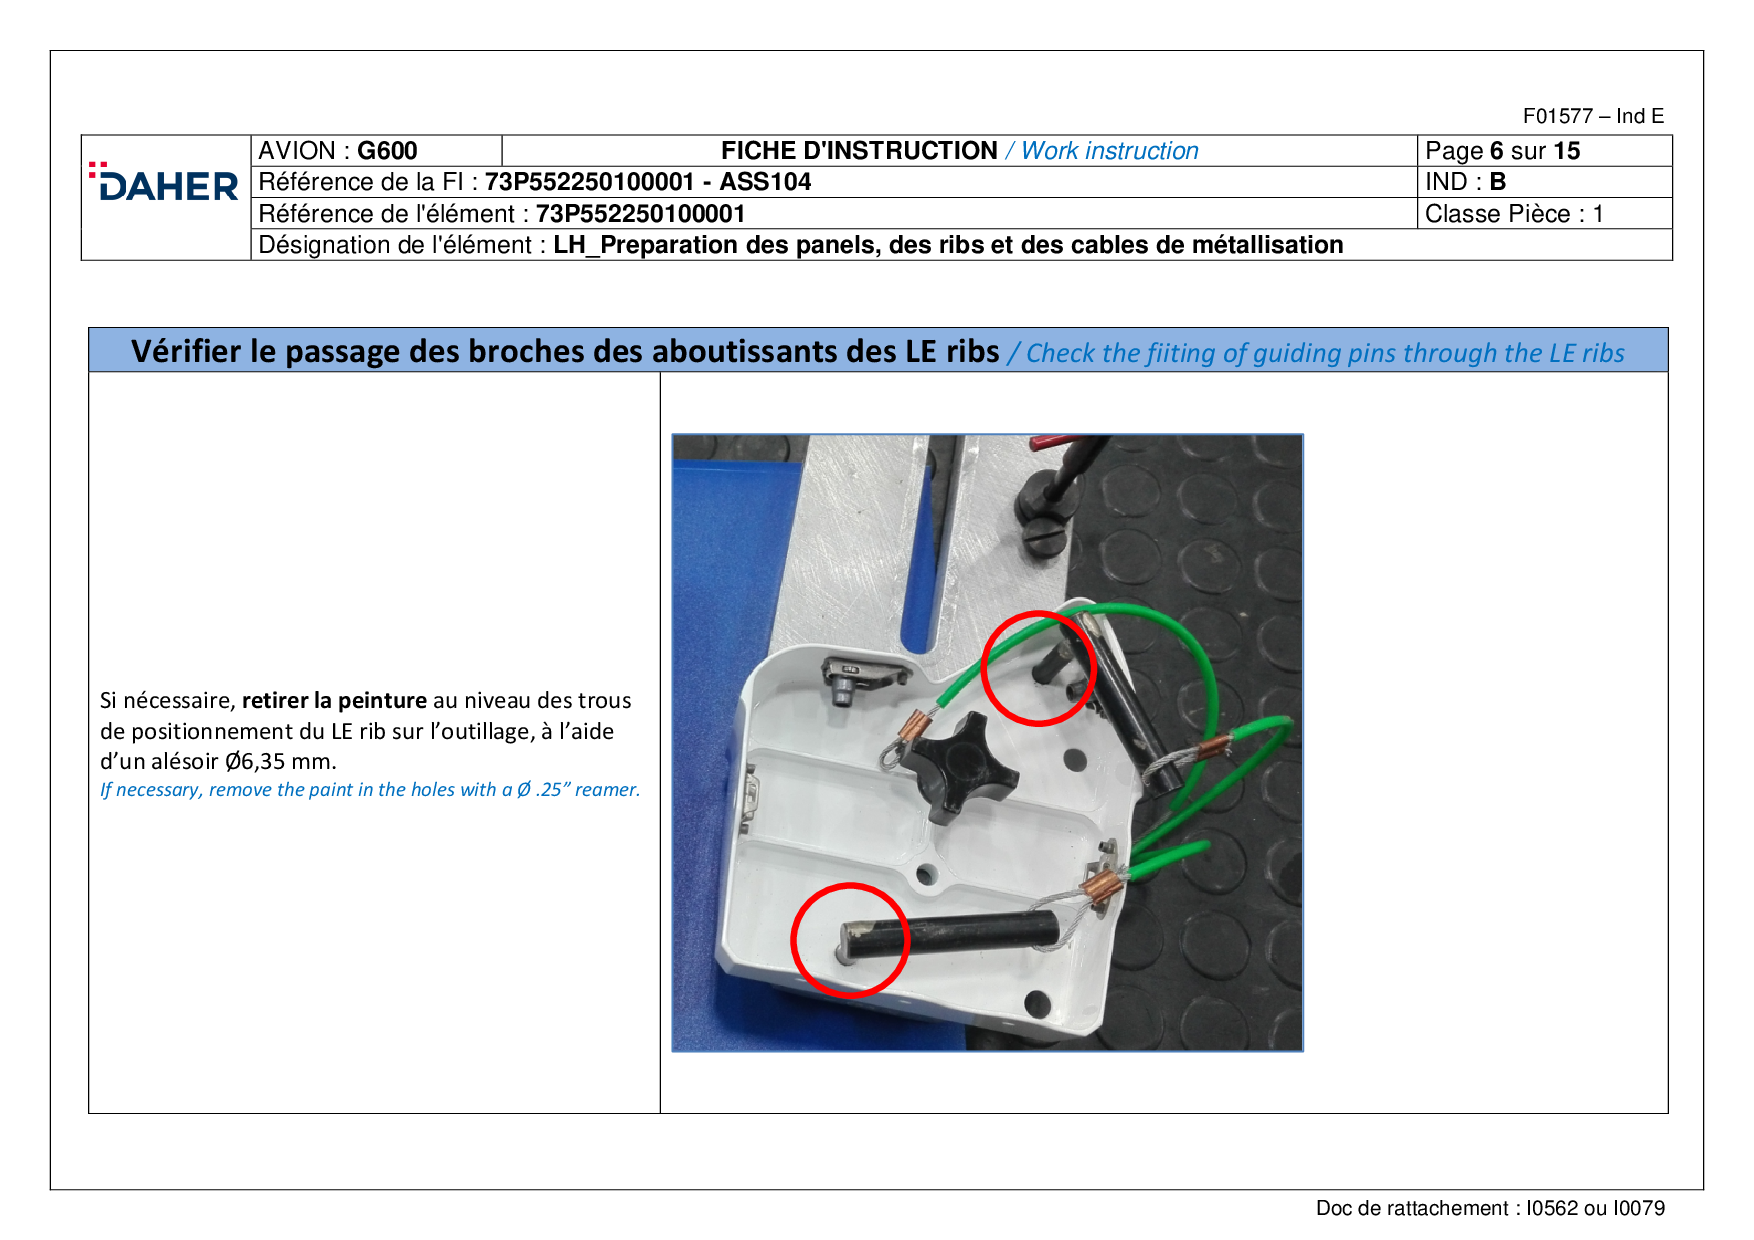 F01577 – Ind E
DAHER
AVION : G600
FICHE D'INSTRUCTION / Work instruction
Page 6 sur 15
Référence de la FI : 73P552250100001 - ASS104
IND : B
Référence de l'élément : 73P552250100001
Classe Pièce : 1
Désignation de l'élément : LH_Preparation des panels, des ribs et des cables de métallisation
Vérifier le passage des broches des aboutissants des LE ribs / Check the fiiting of guiding pins through the LE ribs
Si nécessaire, retirer la peinture au niveau des trous
de positionnement du LE rib sur l’outillage, à l’aide
d’un alésoir Ø6,35 mm.
If necessary, remove the paint in the holes with a Ø .25” reamer.
Doc de rattachement : I0562 ou I0079